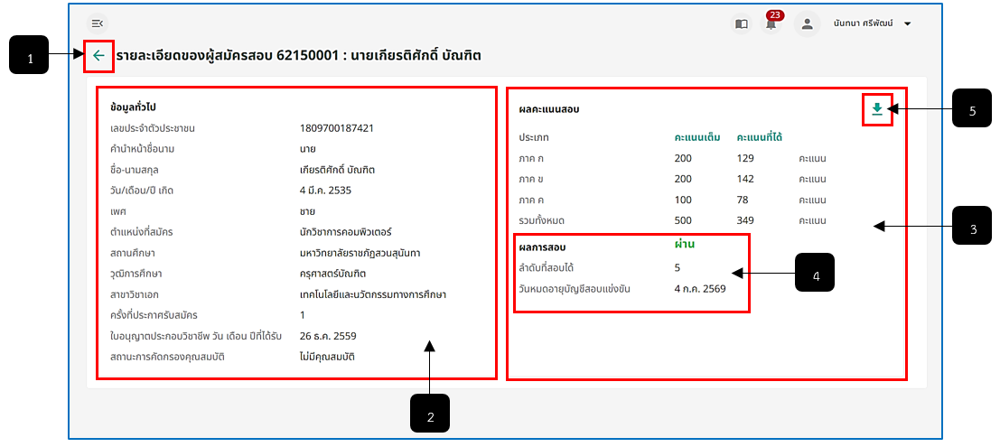 23
นันทนา ศรีพัฒน์
1
รายละเอียดของผู้สมัครสอบ 62150001 : นายเกียรติศักดิ์ บัณฑิต
ข้อมูลทั่วไป
เลขประจำตัวประชาชน 1809700187421
คำนำหน้าชื่อนาม นาย
ชื่อ-นามสกุล เกียรติศักดิ์ บัณฑิต
วัน/เดือน/ปี เกิด 4 มี.ค. 2535
เพศ ชาย
ตำแหน่งที่สมัคร นักวิชาการคอมพิวเตอร์
สถานศึกษา มหาวิทยาลัยราชภัฏสวนสุนันทา
วุฒิการศึกษา ครุศาสตร์บัณฑิต
สาขาวิชาเอก เทคโนโลยีและนวัตกรรมทางการศึกษา
ครั้งที่ประกาศรับสมัคร 1
ใบอนุญาตประกอบวิชาชีพ วัน เดือน ปีที่ได้รับ 26 ธ.ค. 2559
สถานะการคัดกรองคุณสมบัติ ไม่มีคุณสมบัติ
2
ผลคะแนนสอบ
5
ประเภท คะแนนเต็ม คะแนนที่ได้
ภาค ก 200 129 คะแนน
ภาค ข 200 142 คะแนน
ภาค ค 100 78 คะแนน
รวมทั้งหมด 500 349 คะแนน
3
ผลการสอบ ผ่าน
ลำดับที่สอบได้ 5
วันหมดอายุบัญชีสอบแข่งขัน 4 ก.ค. 2569
4